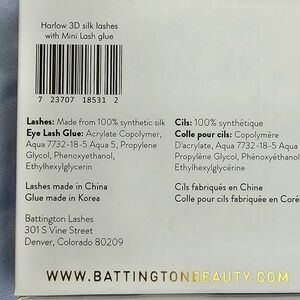 Harlow 3D silk lashes
with Mini Lash glue
7 23707 18531 2
Lashes: Made from 100% synthetic silk
Eye Lash Glue: Acrylate Copolymer,
Aqua 7732-18-5 Aqua 5, Propylene
Glycol, Phenoxyethanol,
Ethylhexylglycerin
Lashes made in China
Glue made in Korea
Battington Lashes
301 S Vine Street
Denver, Colorado 80209
Cils: 100% synthétique
Colle pour cils: Copolymère
D'acrylate, Aqua 7732-18-5 Aqua
Propylène Glycol, Phénoxyéthanol
Ethylhexylglycérine
Cils fabriqués en Chine
Colle pour cils fabriquée en Coré
WWW.BATTINGTONBEAUTY.COM